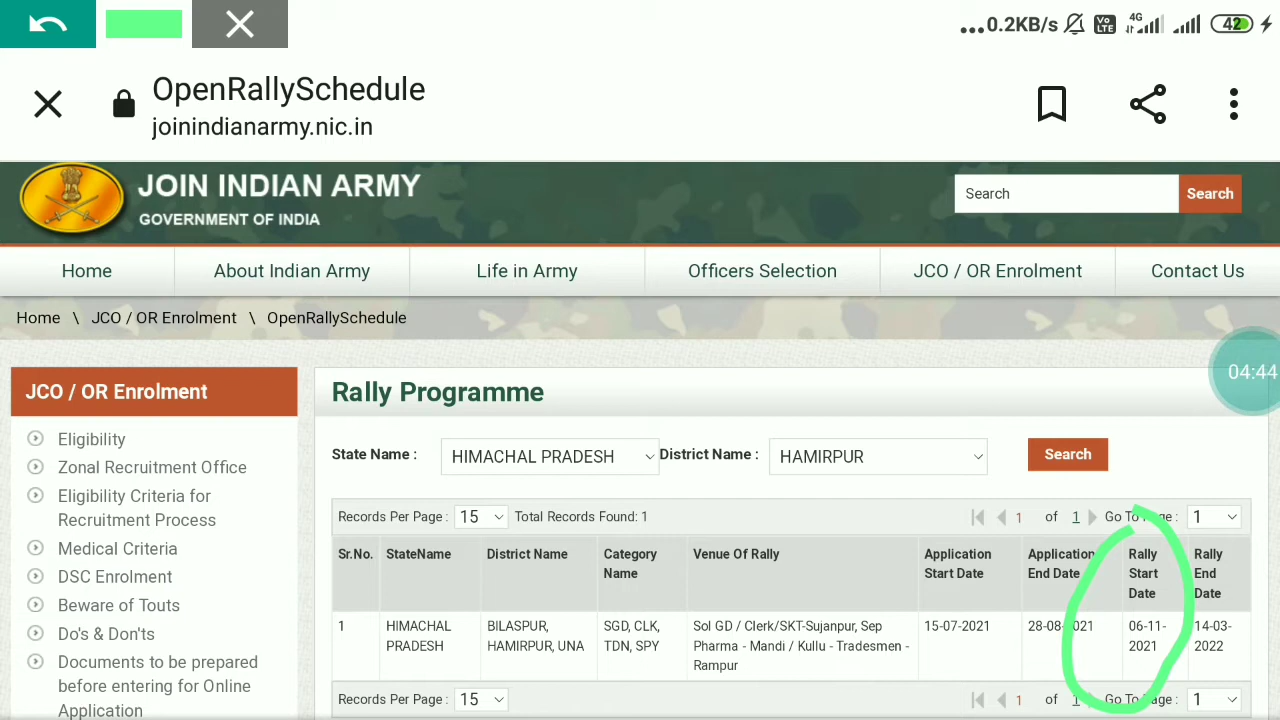 ...0.2KB/s Vo LTE 4G 42
OpenRallySchedule
joinindianarmy.nic.in
JOIN INDIAN ARMY
GOVERNMENT OF INDIA
Search Search
Home About Indian Army Life in Army Officers Selection JCO / OR Enrolment Contact Us
Home \ JCO / OR Enrolment \ OpenRallySchedule
04:44
JCO / OR Enrolment
Eligibility
Zonal Recruitment Office
Eligibility Criteria for
Recruitment Process
Medical Criteria
DSC Enrolment
Beware of Touts
Do's & Don'ts
Documents to be prepared
before entering for Online
Application
Rally Programme
State Name : HIMACHAL PRADESH District Name : HAMIRPUR Search
Records Per Page : 15 Total Records Found: 1 1 of 1 Go To Page : 1
Sr.No. StateName District Name Category Venue Of Rally Application Application Rally Rally
Name Start Date End Date Start End
Date Date
1 HIMACHAL BILASPUR, SGD, CLK, Sol GD / Clerk/SKT-Sujanpur, Sep 15-07-2021 28-08-2021 06-11- 14-03-
PRADESH HAMIRPUR, UNA TDN, SPY Pharma - Mandi / Kullu - Tradesmen - 2021 2022
Rampur
Records Per Page : 15 1 of 1 Go To Page : 1